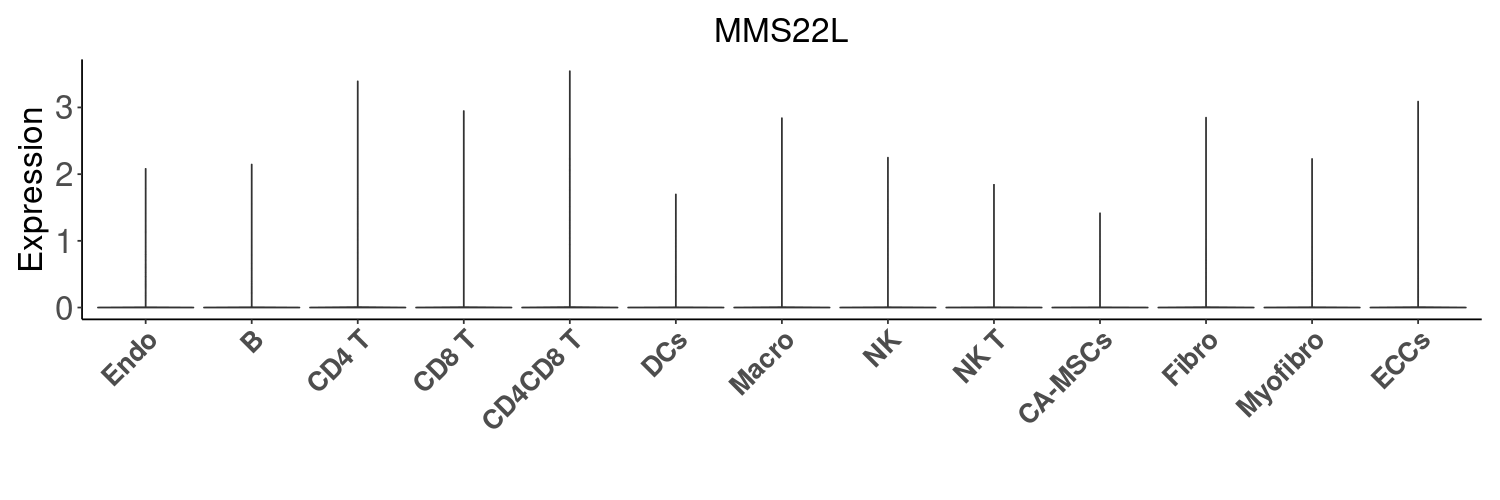 MMS22L
Expression
3
2
1
0
Endo
B
CD4 T
CD8 T
CD4CD8 T
DCs
Macro
NK
NK T
CA-MSCs
Fibro
Myofibro
ECCs